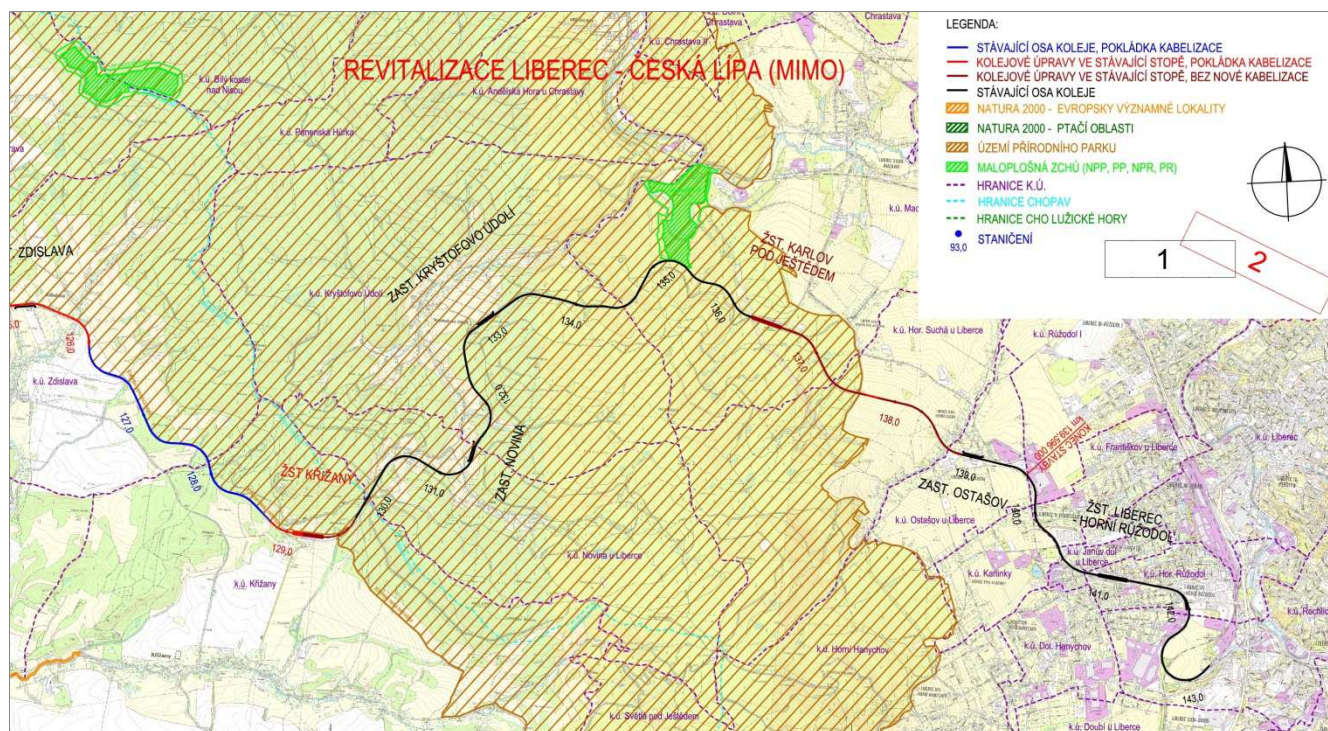 REVITALIZACE LIBEREC - ČESKÁ LÍPA (MIMO)
LEGENDA:
STÁVAJÍCÍ OSA KOLEJE, POKLÁDKA KABELIZACE
KOLEJOVÉ ÚPRAVY VE STÁVAJÍCÍ STOPĚ, POKLÁDKA KABELIZACE
KOLEJOVÉ ÚPRAVY VE STÁVAJÍCÍ STOPĚ, BEZ NOVÉ KABELIZACE
STÁVAJÍCÍ OSA KOLEJE
NATURA 2000 - EVROPSKY VÝZNAMNÉ LOKALITY
NATURA 2000 - PTAČÍ OBLASTI
ÚZEMÍ PŘÍRODNÍHO PARKU
MALOPLOŠNÁ ZCHÚ (NPP, PP, NPR, PR)
HRANICE K.Ú.
HRANICE CHOPAV
HRANICE CHO LUŽICKÉ HORY
STANIČENÍ
93,0
1
2
Chrastava
k.ú. Chrastava II
k.ú. Bílý kostel
nad Nisou
k.ú. Andělská Hora u Chrastavy
k.ú. Panenská Hůrka
ZDISLAVA
ZAST. KRYŠTOFOVO ÚDOLÍ
k.ú. Kryštofovo Údolí
ŽST. KARLOV
POD JEŠTĚDEM
k.ú. Hor. Suchá u Liberce
k.ú. Růžodol I
126,0
k.ú. Zdislava
127,0
128,0
129,0
ŽST KŘIŽANY
130,0
131,0
132,0
133,0
134,0
135,0
136,0
137,0
138,0
139,0
140,0
141,0
142,0
143,0
ZAST. NOVINA
KONEC STAVBY
km 139,596 000
k.ú. Františkov u Liberce
k.ú. Liberec
ZAST. OSTAŠOV
ŽST. LIBEREC
- HORNÍ RŮŽODOL
k.ú. Ostašov u Liberce
k.ú. Janův důl
u Liberce
k.ú. Karlinky
k.ú. Hor. Růžodol
k.ú. Novina u Liberce
k.ú. Křižany
k.ú. Horní Hanychov
k.ú. Dol. Hanychov
k.ú. Světlá pod Ještědem
k.ú. Doubí u Liberce